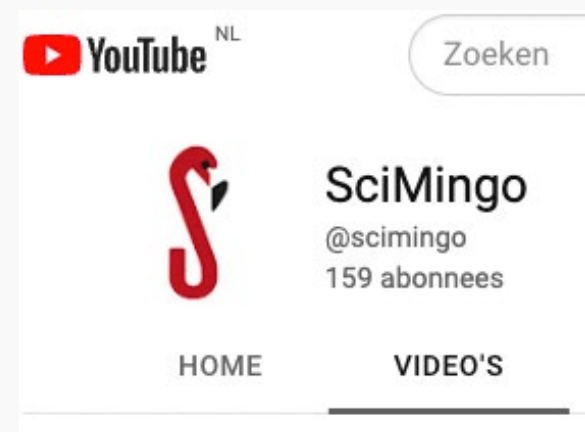 YouTube NL
Zoeken
SciMingo
@scimingo
159 abonnees
HOME
VIDEO'S